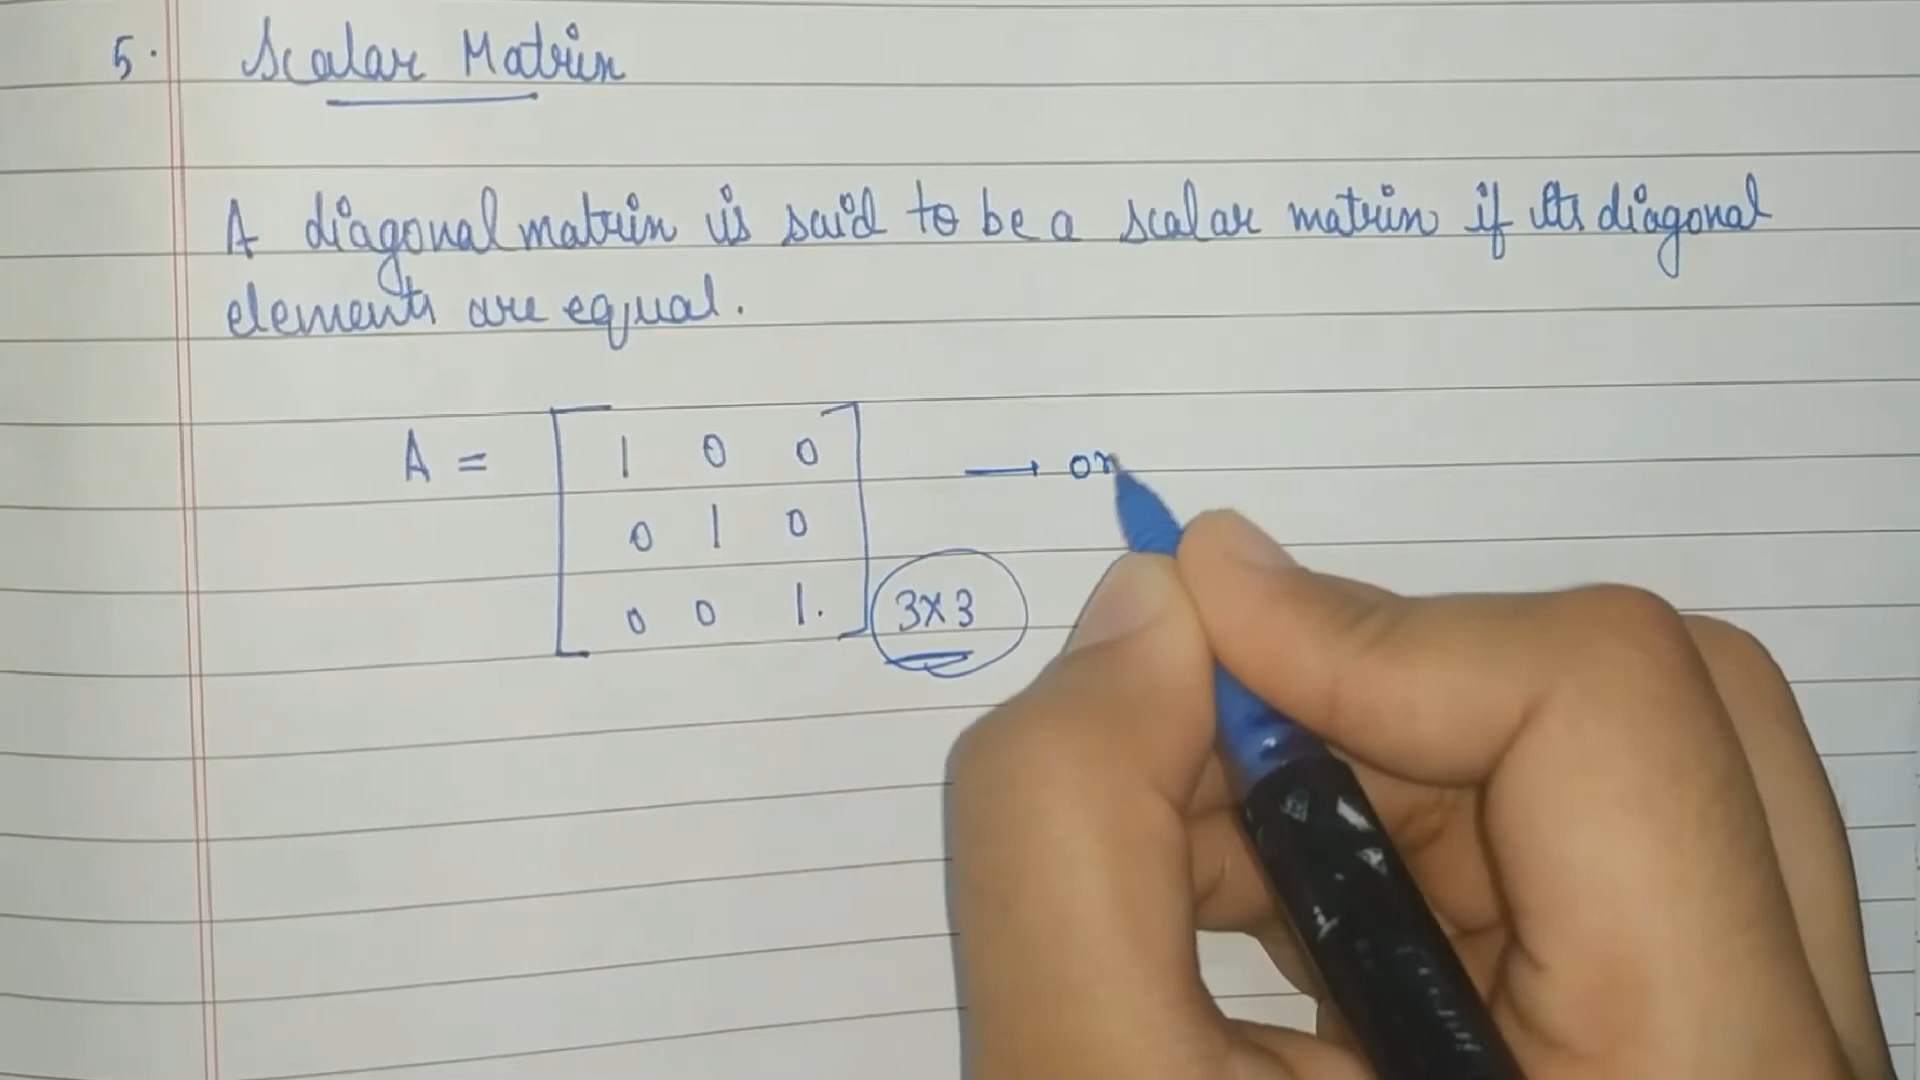 5. Scalar Matrix
A diagonal matrix is said to be a scalar matrix if its diagonal
elements are equal.
A = [ 1 0 0 → or
0 1 0
0 0 1. ] 3×3